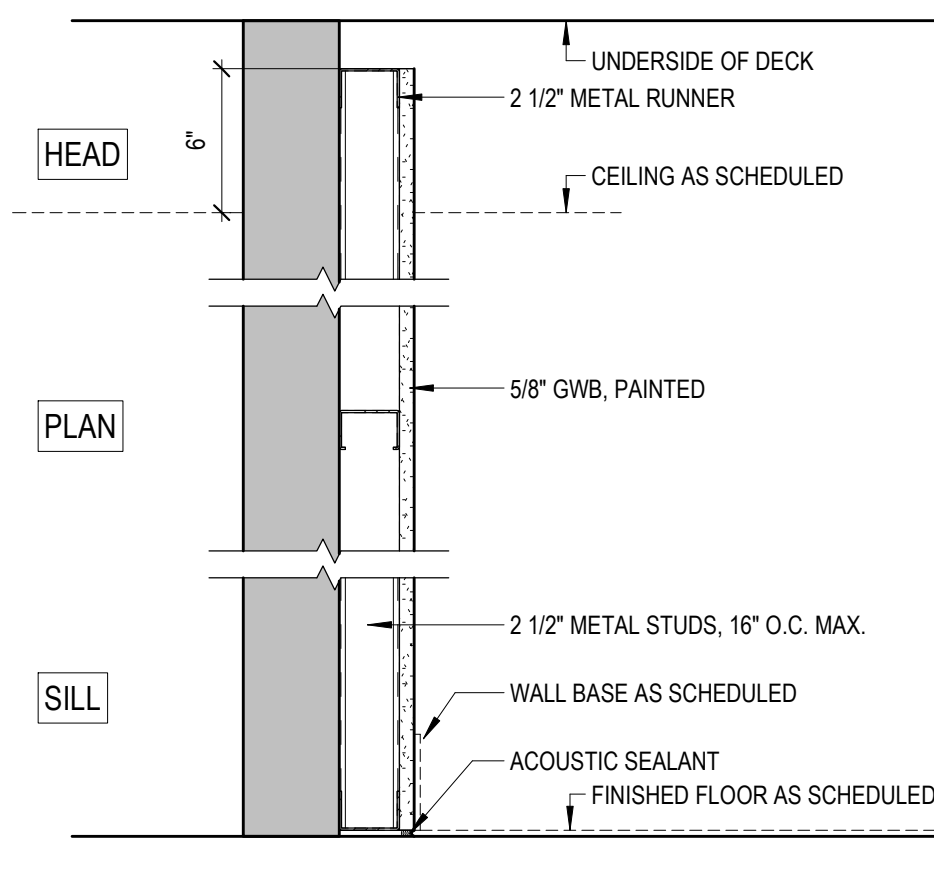 UNDERSIDE OF DECK
2 1/2" METAL RUNNER
6"
HEAD
CEILING AS SCHEDULED
5/8" GWB, PAINTED
PLAN
2 1/2" METAL STUDS, 16" O.C. MAX.
SILL
WALL BASE AS SCHEDULED
ACOUSTIC SEALANT
FINISHED FLOOR AS SCHEDULED